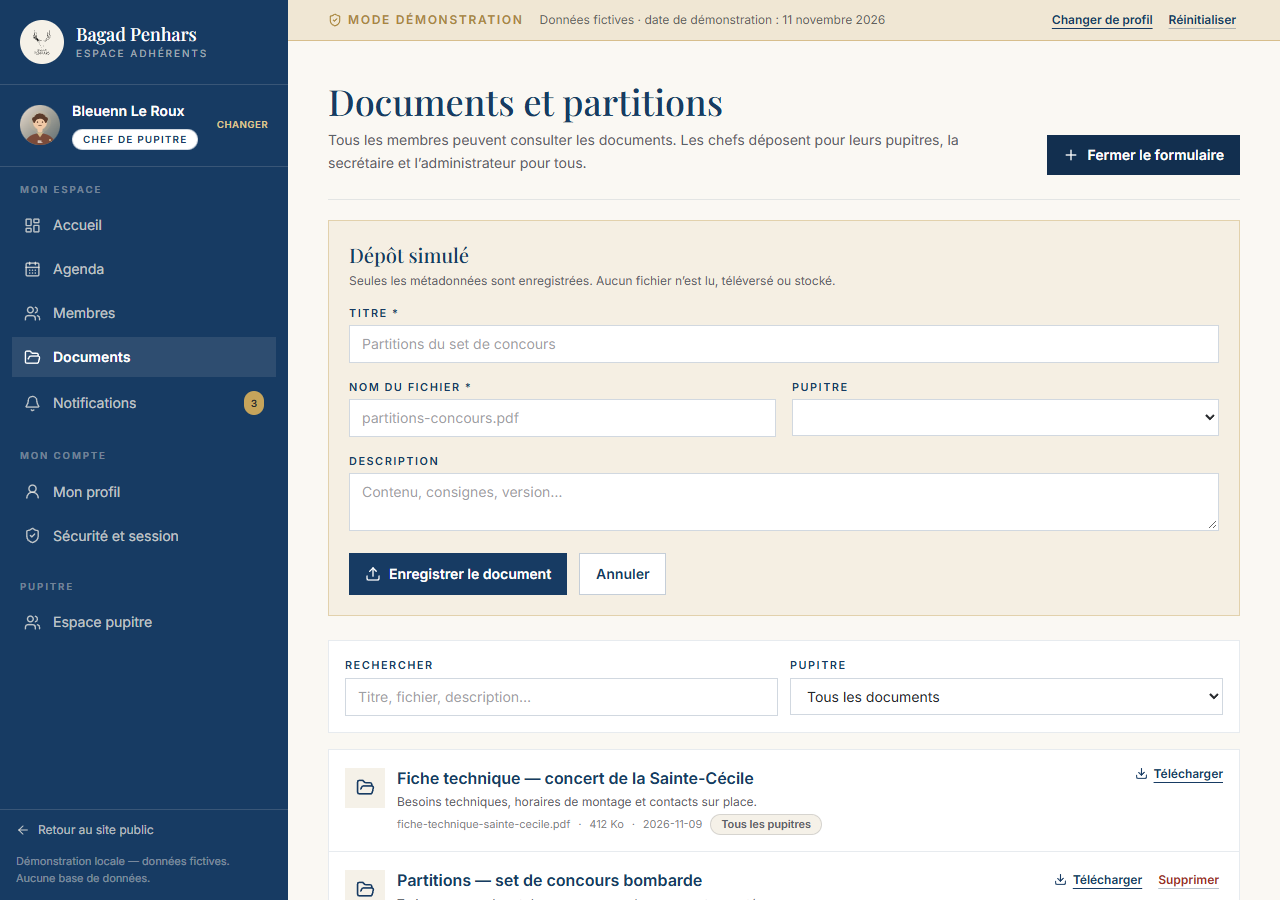 Bagad Penhars
ESPACE ADHÉRENTS
Bleuenn Le Roux
CHEF DE PUPITRE
CHANGER
MON ESPACE
Accueil
Agenda
Membres
Documents
Notifications
3
MON COMPTE
Mon profil
Sécurité et session
PUPITRE
Espace pupitre
Retour au site public
Démonstration locale — données fictives.
Aucune base de données.
MODE DÉMONSTRATION Données fictives · date de démonstration : 11 novembre 2026
Changer de profil
Réinitialiser
Documents et partitions
Tous les membres peuvent consulter les documents. Les chefs déposent pour leurs pupitres, la
secrétaire et l’administrateur pour tous.
Fermer le formulaire
Dépôt simulé
Seules les métadonnées sont enregistrées. Aucun fichier n’est lu, téléversé ou stocké.
TITRE *
Partitions du set de concours
NOM DU FICHIER *
partitions-concours.pdf
PUPITRE
DESCRIPTION
Contenu, consignes, version…
Enregistrer le document
Annuler
RECHERCHER
Titre, fichier, description…
PUPITRE
Tous les documents
Fiche technique — concert de la Sainte-Cécile
Télécharger
Besoins techniques, horaires de montage et contacts sur place.
fiche-technique-sainte-cecile.pdf · 412 Ko · 2026-11-09 Tous les pupitres
Partitions — set de concours bombarde
Télécharger
Supprimer